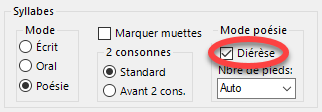 Syllabes
Mode
Écrit
Oral
Poésie
Marquer muettes
2 consonnes
Standard
Avant 2 cons.
Mode poésie
Diérèse
Nbre de pieds:
Auto